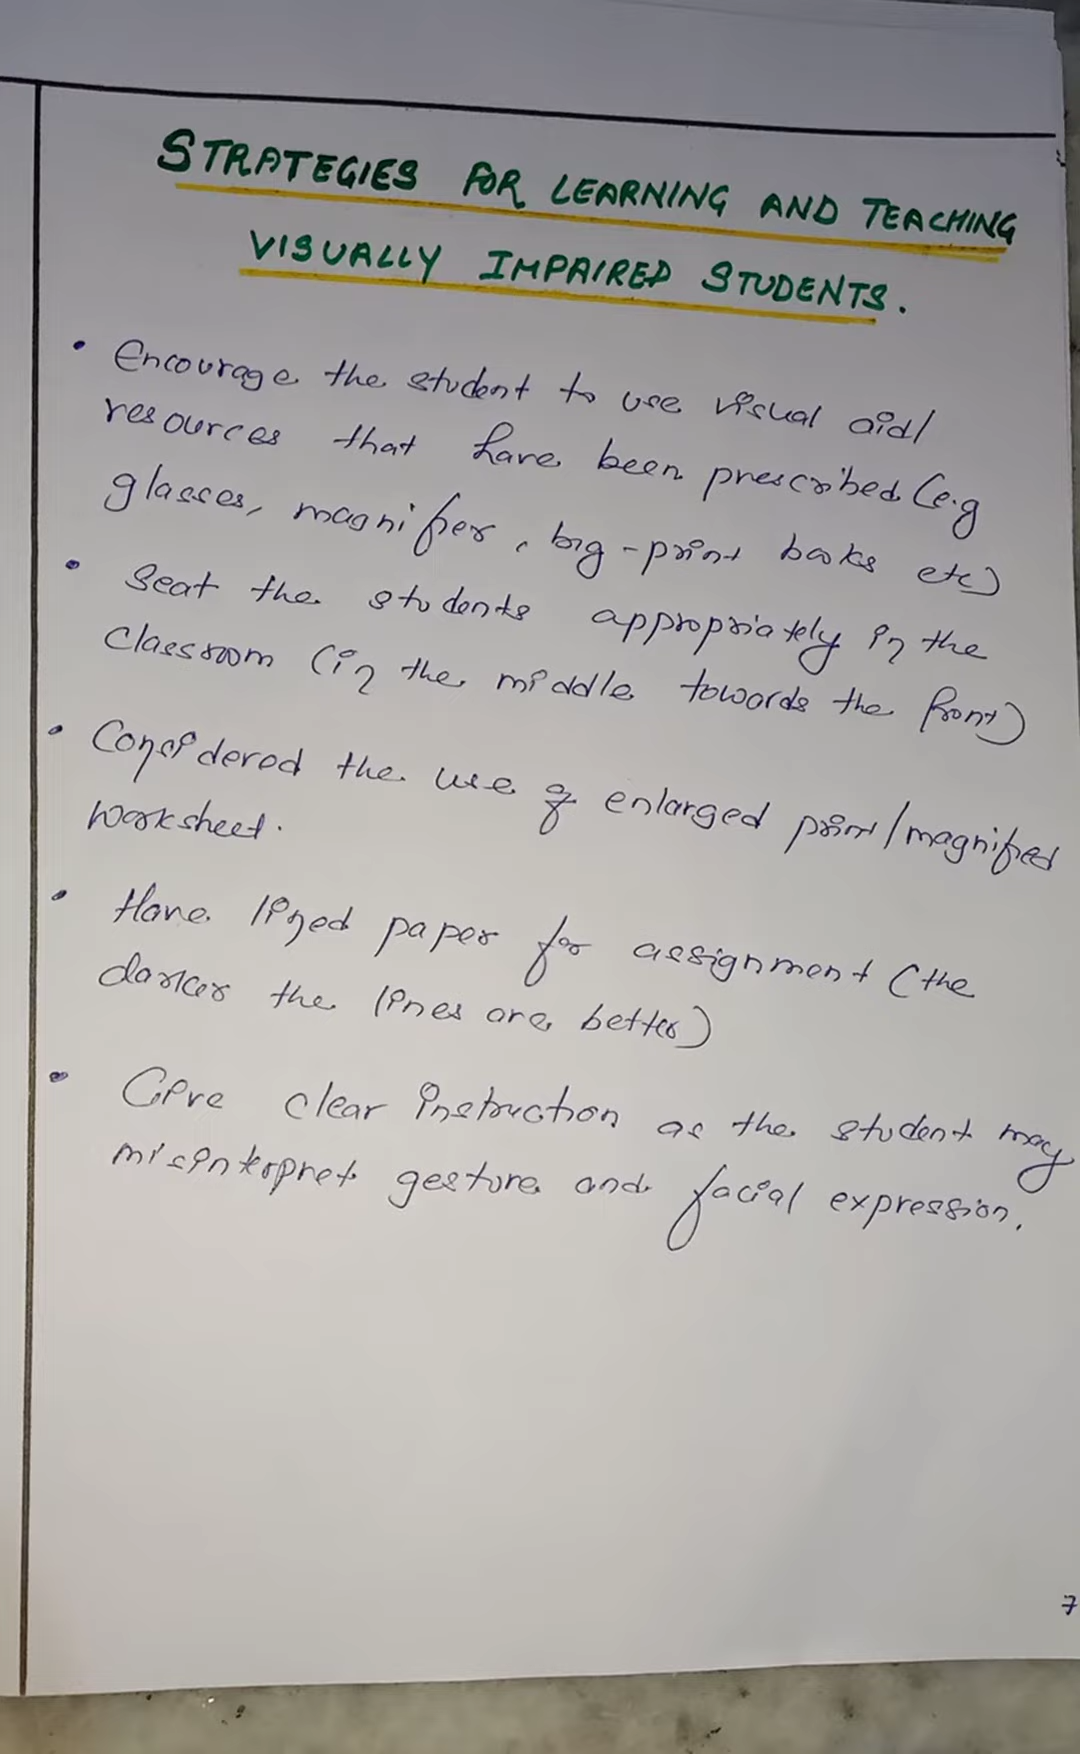 STRATEGIES FOR LEARNING AND TEACHING
VISUALLY IMPAIRED STUDENTS.
• Encourage the student to use visual aid/
resources that have been prescribed (e.g
glasses, magnifier, big-print books etc)
• Seat the students appropriately in the
classroom (in the middle towards the front)
• Considered the use of enlarged print/magnified
worksheet.
• Have lined paper for assignment (the
darker the lines are better)
• Give clear instruction as the student may
misinterpret gesture and facial expression.
7